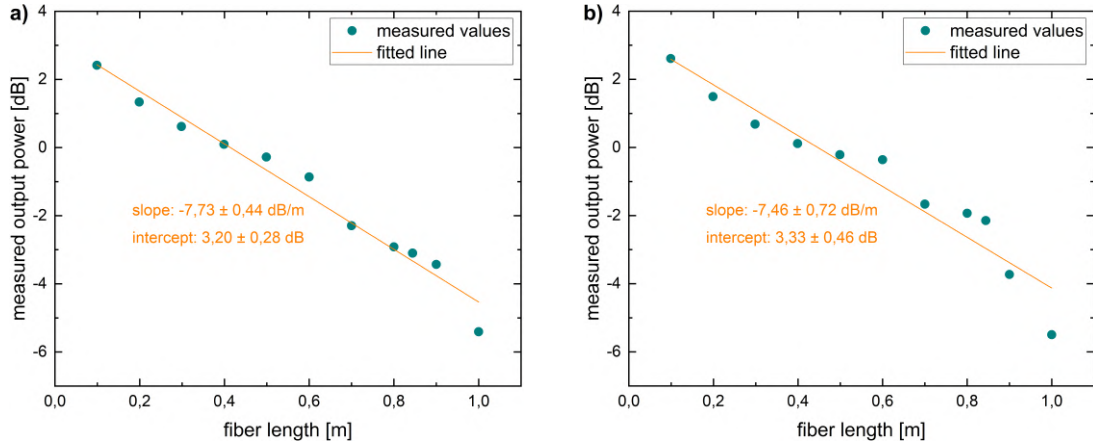 a)
measured values
fitted line
4
2
0
-2
-4
-6
measured output power [dB]
slope: -7,73 ± 0,44 dB/m
intercept: 3,20 ± 0,28 dB
0,0 0,2 0,4 0,6 0,8 1,0
fiber length [m]
b)
measured values
fitted line
4
2
0
-2
-4
-6
measured output power [dB]
slope: -7,46 ± 0,72 dB/m
intercept: 3,33 ± 0,46 dB
0,0 0,2 0,4 0,6 0,8 1,0
fiber length [m]